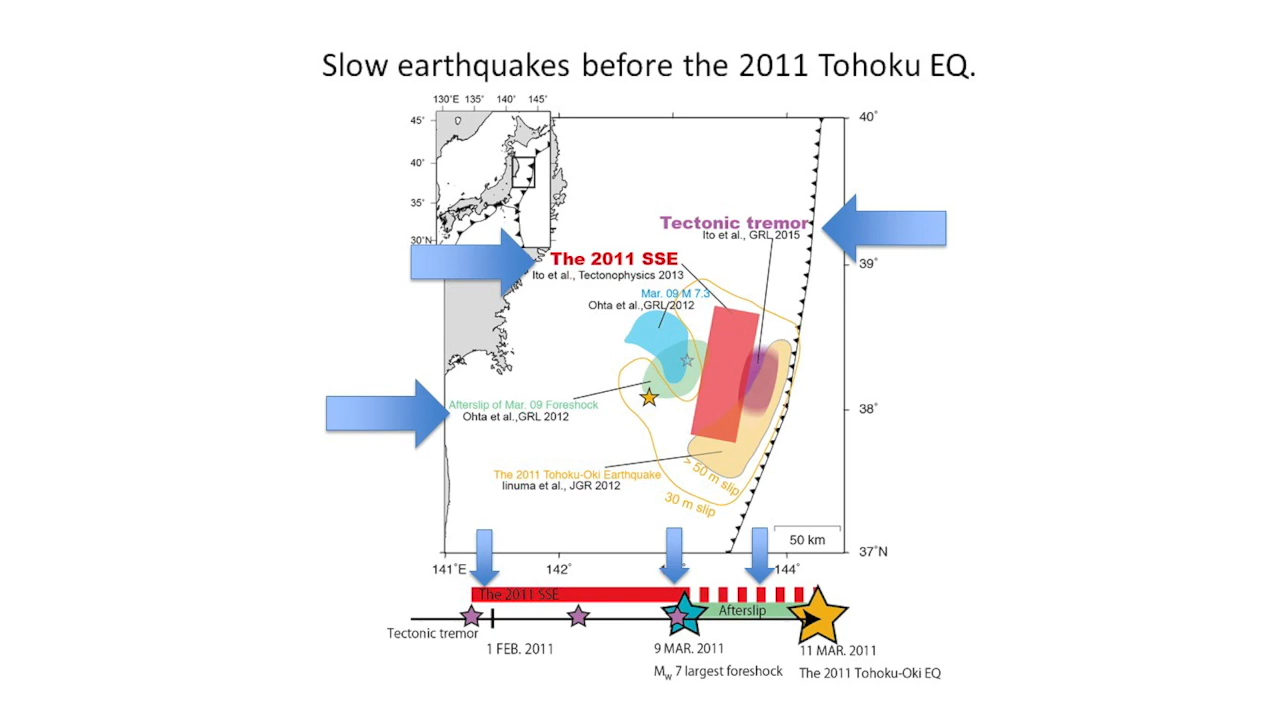 Slow earthquakes before the 2011 Tohoku EQ.
130°E 135° 140° 145°
45°
40°
35°
30°N
40°
Tectonic tremor
Ito et al., GRL 2015
The 2011 SSE
39°
Ito et al., Tectonophysics 2013
Mar. 09 M 7.3
Ohta et al.,GRL 2012
Afterslip of Mar. 09 Foreshock
38°
Ohta et al.,GRL 2012
The 2011 Tohoku-Oki Earthquake
Iinuma et al., JGR 2012
> 50 m slip
30 m slip
50 km
37°N
141°E 142° 144°
The 2011 SSE
Afterslip
Tectonic tremor
1 FEB. 2011
9 MAR. 2011
11 MAR. 2011
Mw 7 largest foreshock
The 2011 Tohoku-Oki EQ